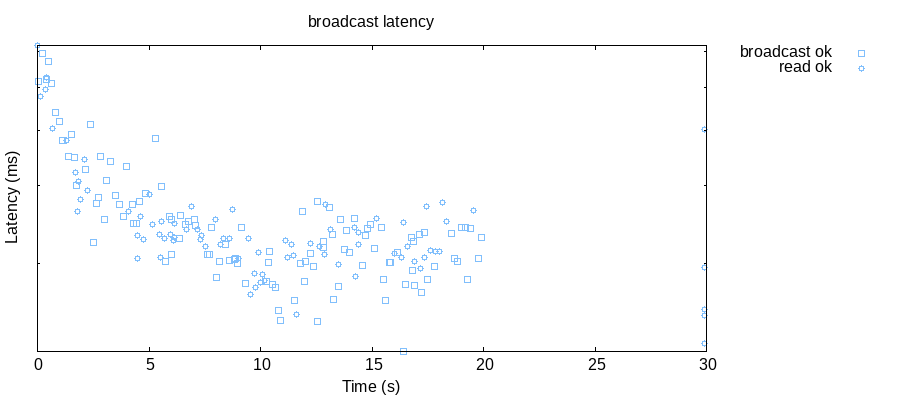 broadcast latency
broadcast ok
read ok
Latency (ms)
0 5 10 15 20 25 30
Time (s)